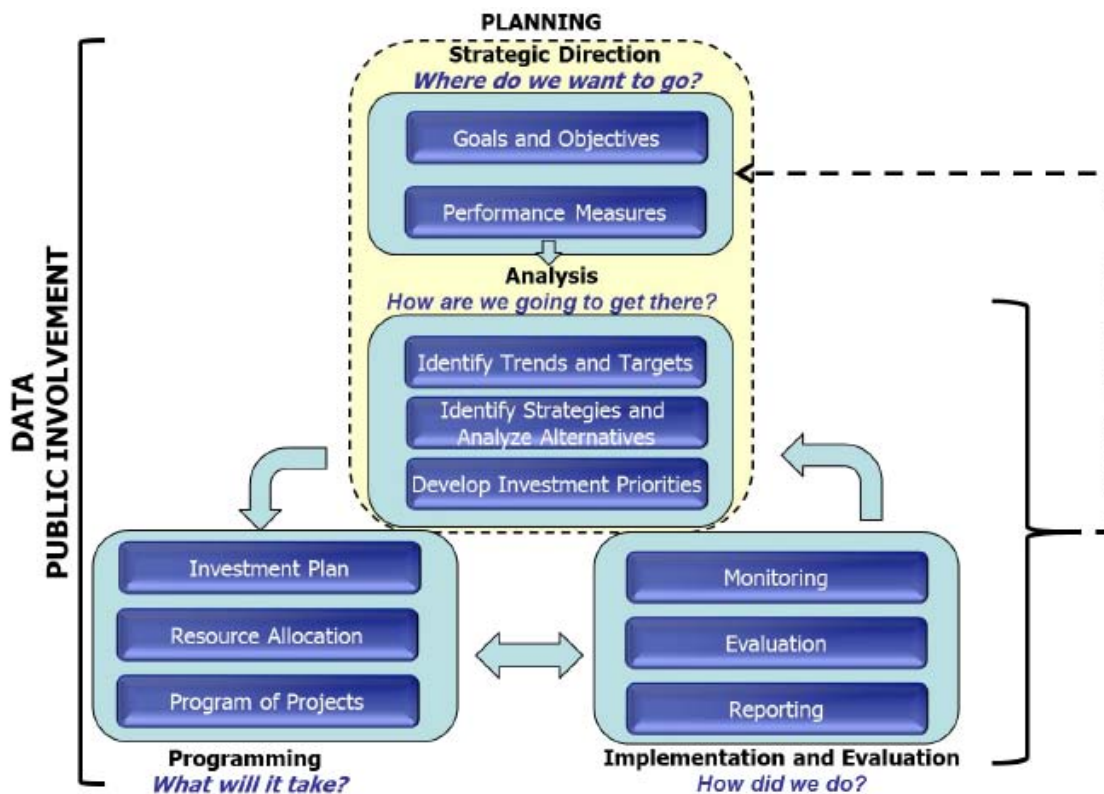 PLANNING
Strategic Direction
Where do we want to go?
Goals and Objectives
Performance Measures
Analysis
How are we going to get there?
Identify Trends and Targets
Identify Strategies and
Analyze Alternatives
Develop Investment Priorities
DATA
PUBLIC INVOLVEMENT
Investment Plan
Resource Allocation
Program of Projects
Programming
What will it take?
Monitoring
Evaluation
Reporting
Implementation and Evaluation
How did we do?